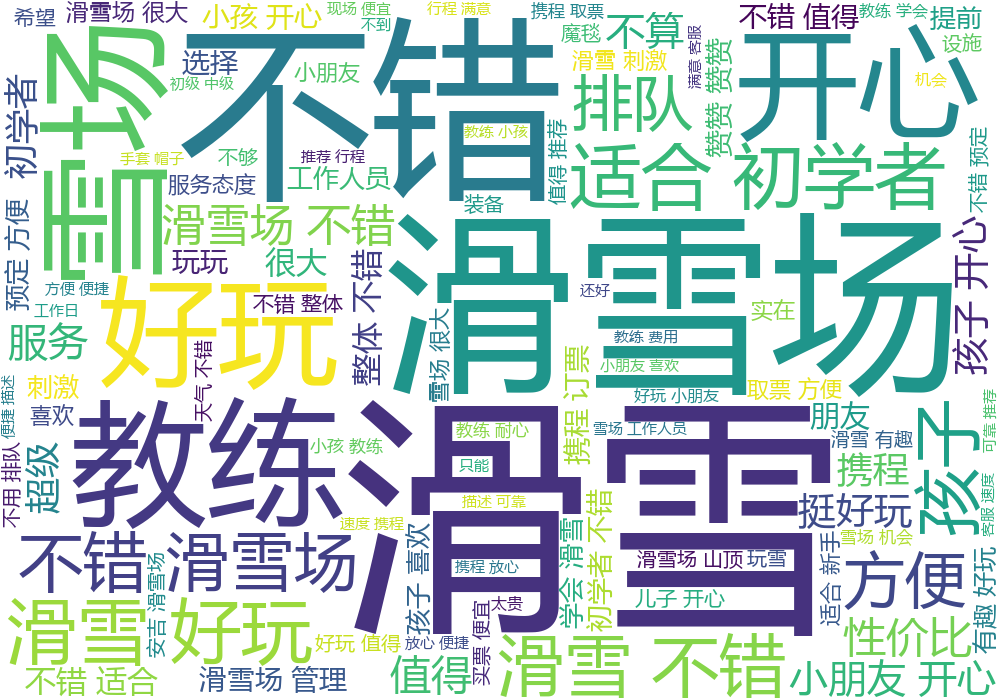 希望
滑雪场 很大
小孩 开心
现场 便宜
不到
行程 满意
携程 取票
魔毯
不算
不错 值得
教练 学会
提前
设施
雪场
不错
开心
选择
小朋友
初级 中级
滑雪 刺激
满意 客服
赞赞 赞赞
机会
初学者
排队
教练 小孩
手套 帽子
不够
推荐 行程
服务态度
工作人员
值得 推荐
适合
初学者
不错 预定
装备
滑雪场 不错
预定 方便
玩玩
很大
整体 不错
滑雪场
孩子 开心
方便 便捷
工作日
不错 整体
还好
实在
好玩
服务
天气 不错
雪场 很大
教练 费用
小朋友 喜欢
订票
携程
取票 方便
刺激
喜欢
好玩 小朋友
便捷 描述
可靠 推荐
教练
滑雪
朋友
孩子
小孩 教练
教练 耐心
雪场 工作人员
滑雪 有趣
不用 排队
超级
只能
携程
客服 速度
描述 可靠
速度 携程
挺好玩
雪场 机会
不错 滑雪场
安吉 滑雪场
孩子 喜欢
携程 放心
学会 滑雪
初学者 不错
滑雪场 山顶
玩雪
适合 新手
方便
有趣 好玩
儿子 开心
太贵
买票 便宜
滑雪 好玩
好玩 值得
放心 便捷
性价比
不错 适合
滑雪场 管理
值得
滑雪 不错
小朋友 开心